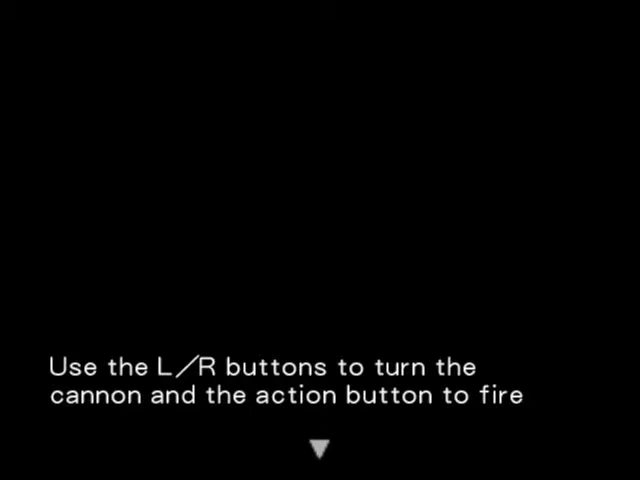 Use the L／R buttons to turn the
cannon and the action button to fire